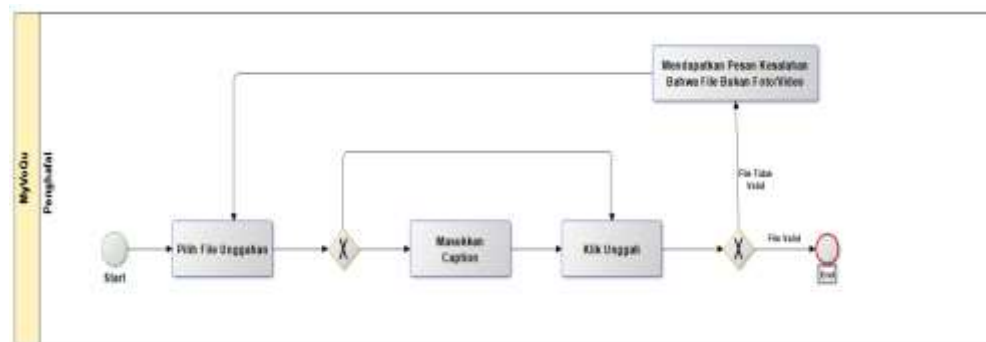 MyVoQu
Penghafal
Mendapatkan Pesan Kesalahan
Bahwa File Bukan Foto/Video
File Tidak
Valid
Pilih File Unggahan
X
Masukkan
Caption
Klik Unggah
X
File Valid
Start
End